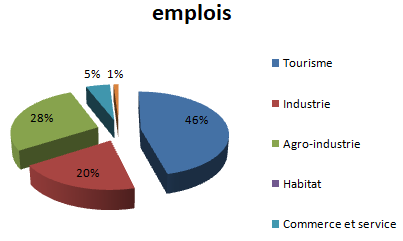 emplois
5% 1%
46%
28%
20%
Tourisme
Industrie
Agro-industrie
Habitat
Commerce et service